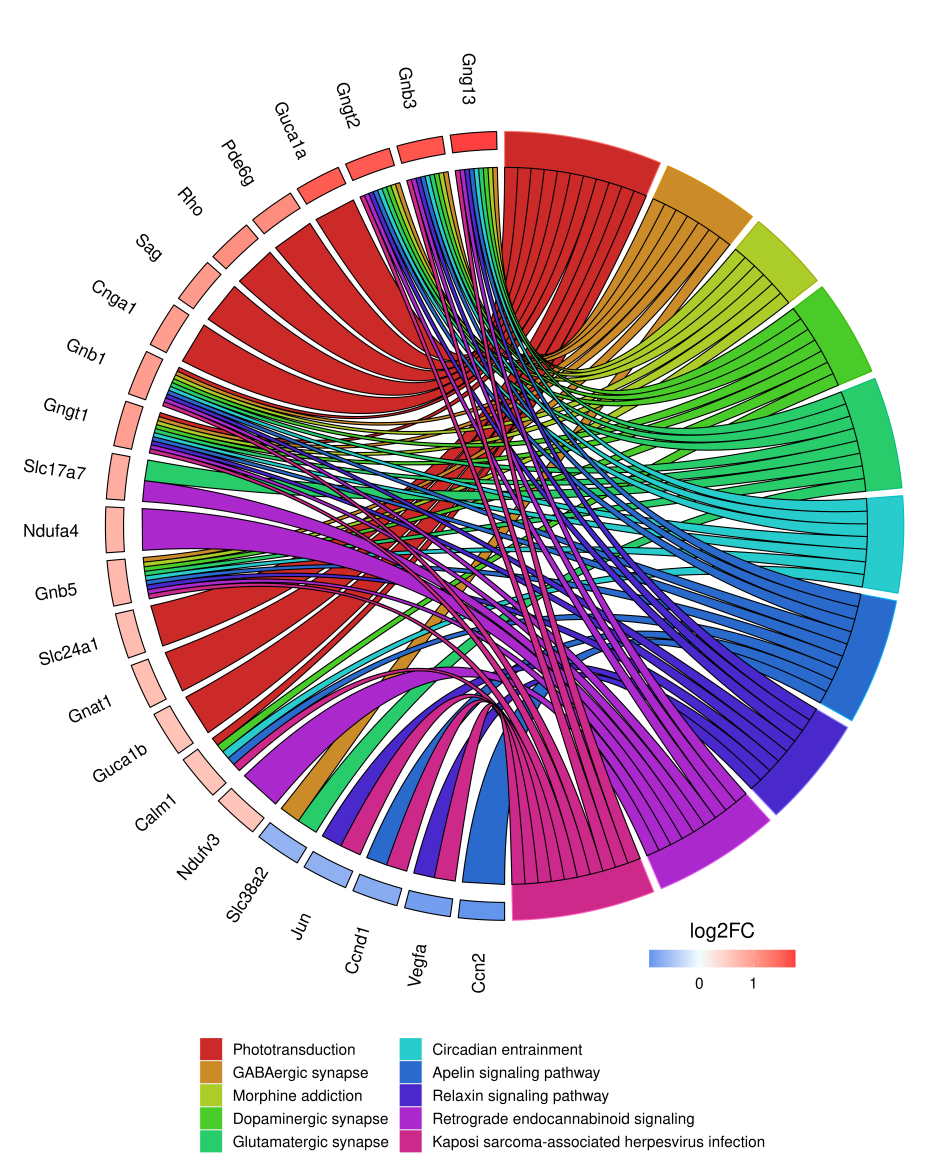 Gng13
Gnb3
Gngt2
Guca1a
Pde6g
Rho
Sag
Cnga1
Gnb1
Gngt1
Slc17a7
Ndufa4
Gnb5
Slc24a1
Gnat1
Guca1b
Calm1
Ndufv3
Slc38a2
Jun
Ccnd1
Vegfa
Ccn2
log2FC
0 1
Phototransduction
GABAergic synapse
Morphine addiction
Dopaminergic synapse
Glutamatergic synapse
Circadian entrainment
Apelin signaling pathway
Relaxin signaling pathway
Retrograde endocannabinoid signaling
Kaposi sarcoma-associated herpesvirus infection